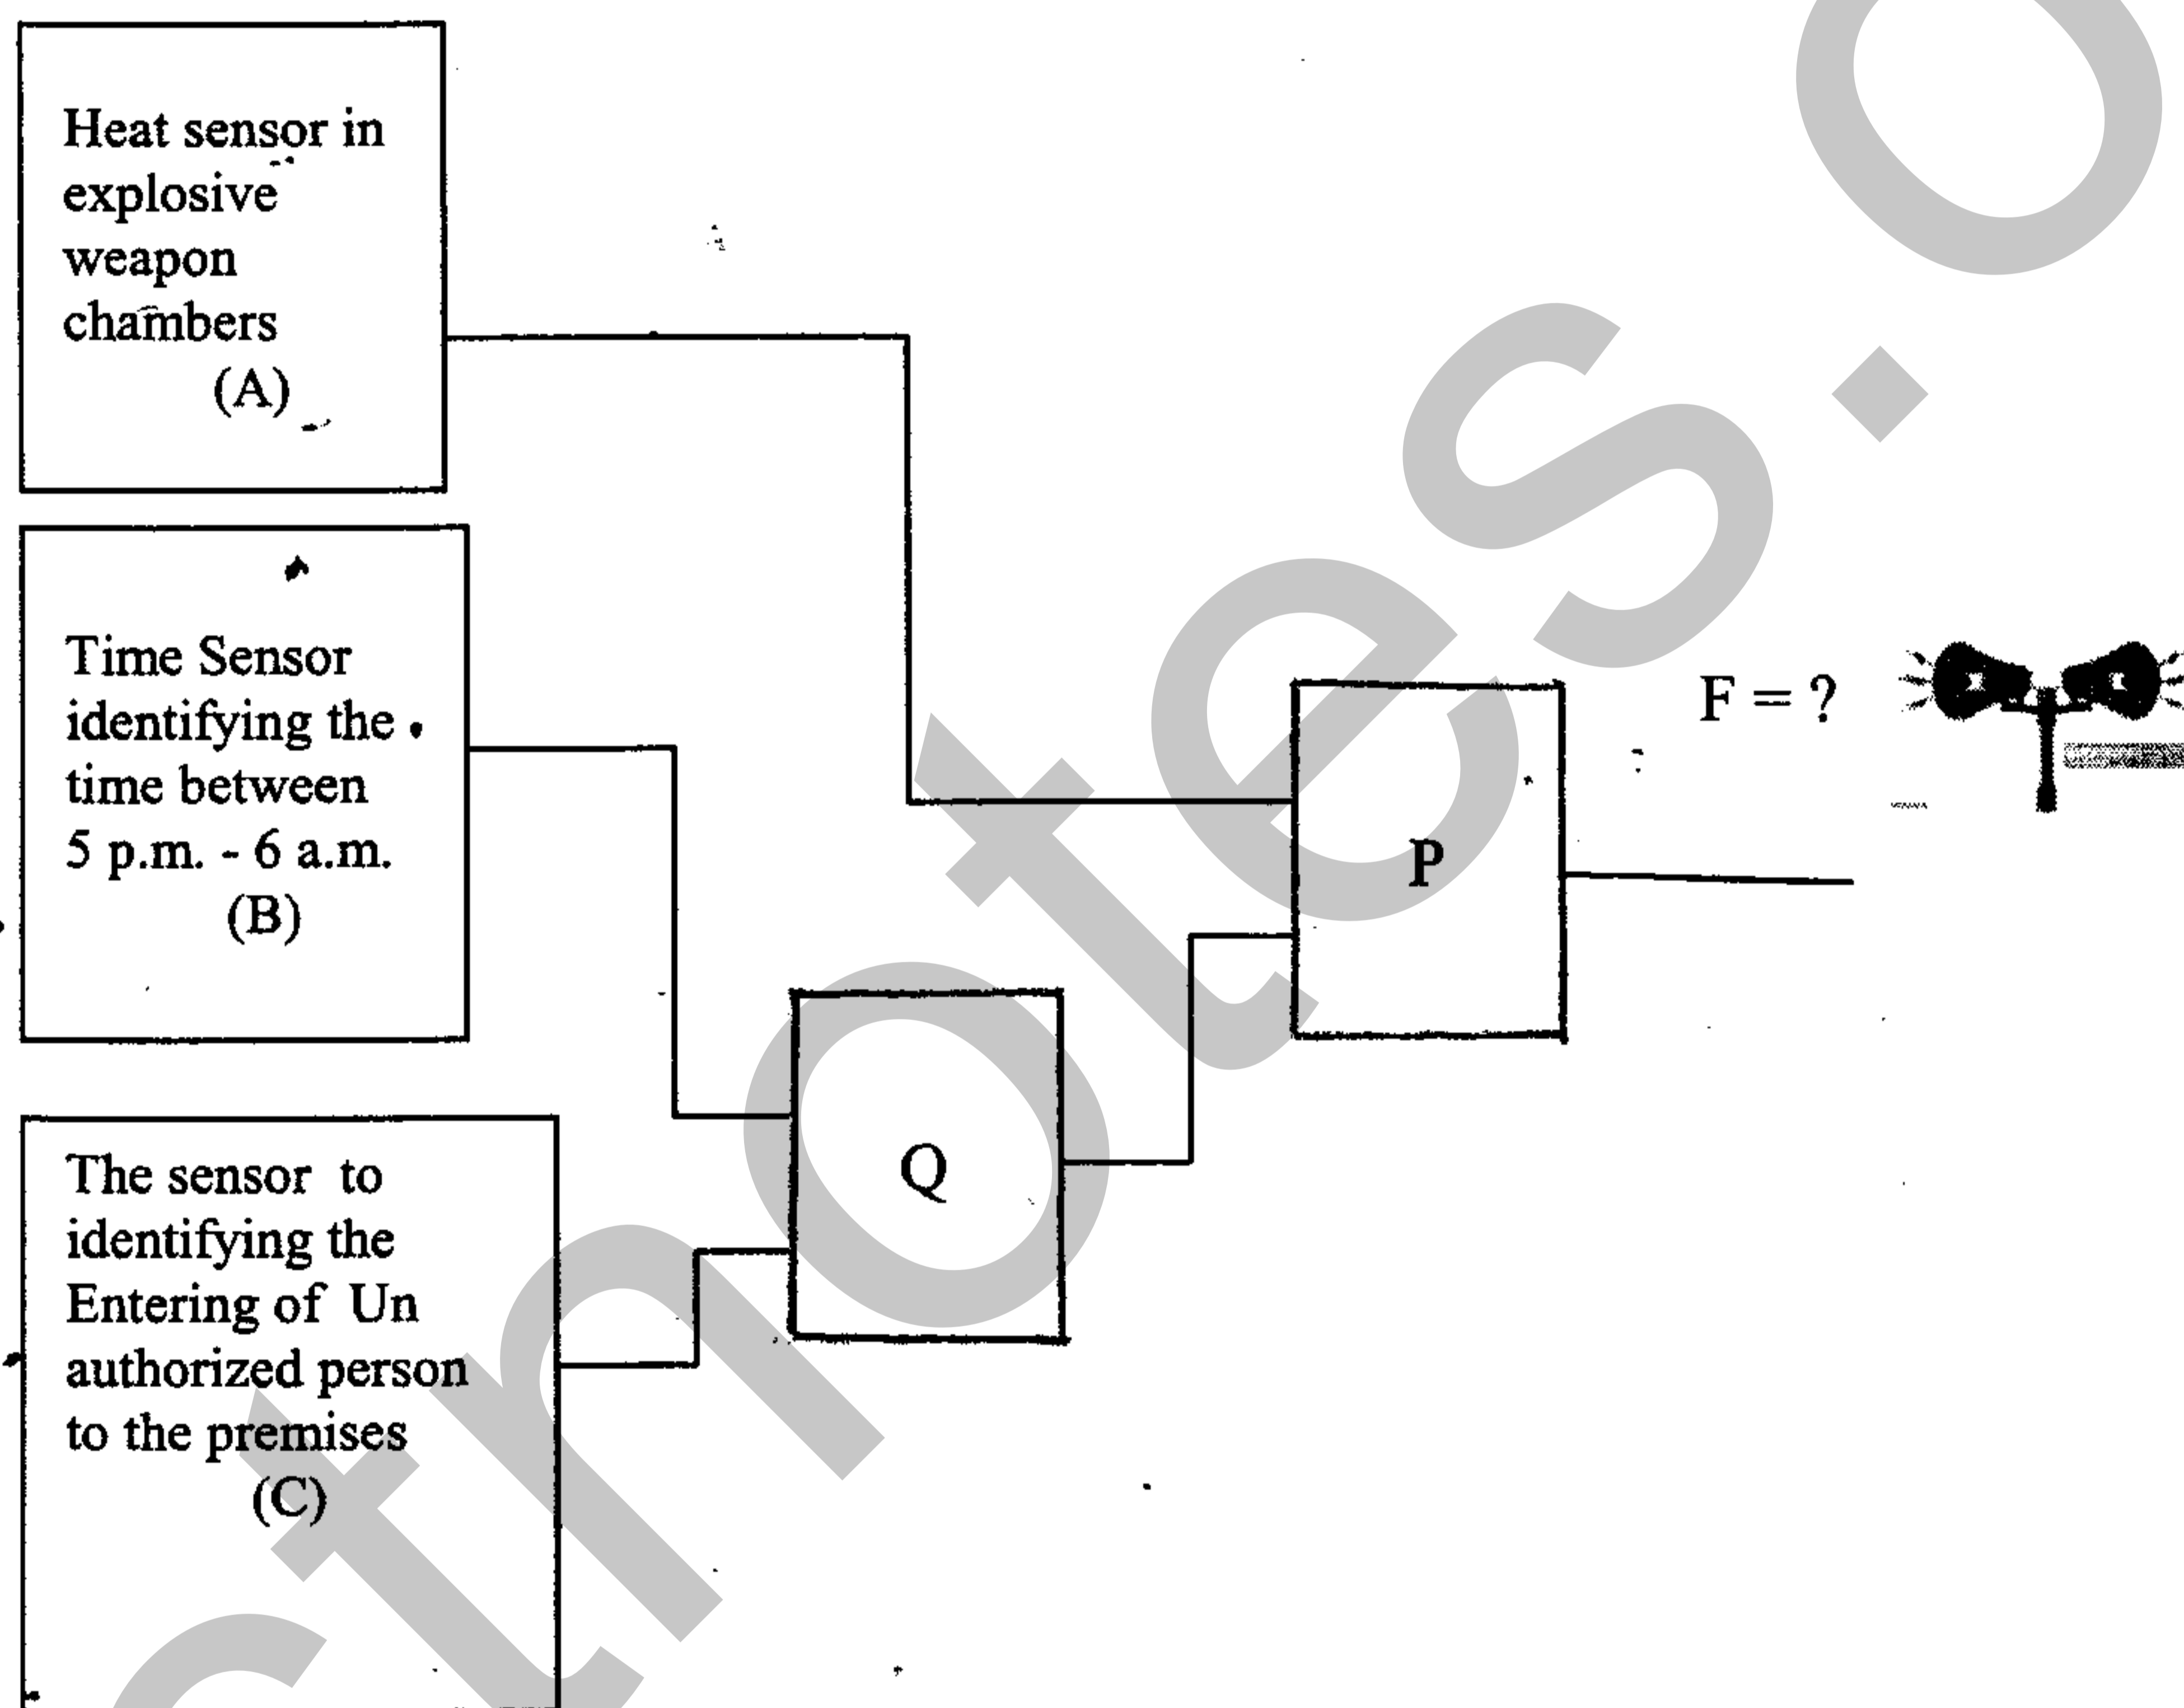 Heat sensor in
explosive
weapon
chambers
(A)
Time Sensor
identifying the
time between
5 p.m. - 6 a.m.
(B)
The sensor to
identifying the
Entering of Un
authorized person
to the premises
(C)
Q
P
F = ?